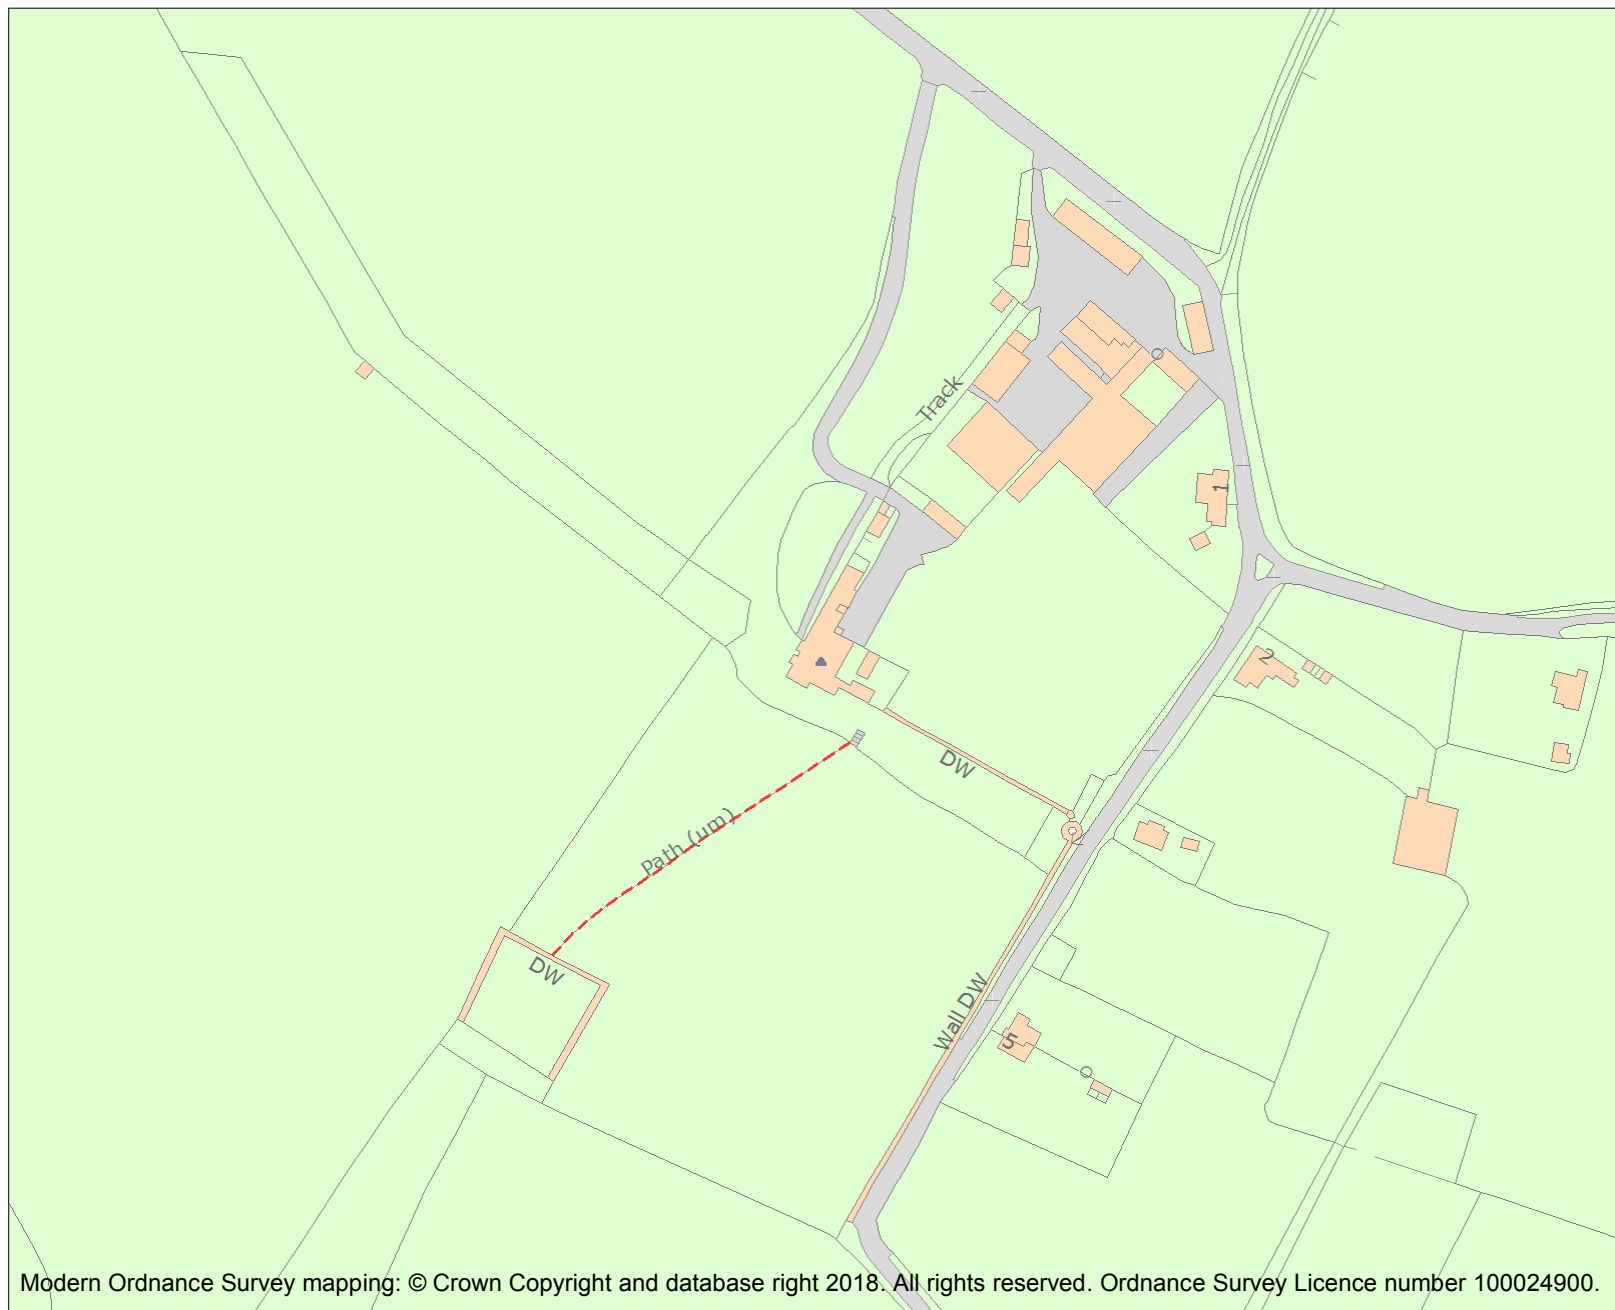 Track
1
2
DW
Path (um)
DW
Wall DW
5
Modern Ordnance Survey mapping: © Crown Copyright and database right 2018. All rights reserved. Ordnance Survey Licence number 100024900.